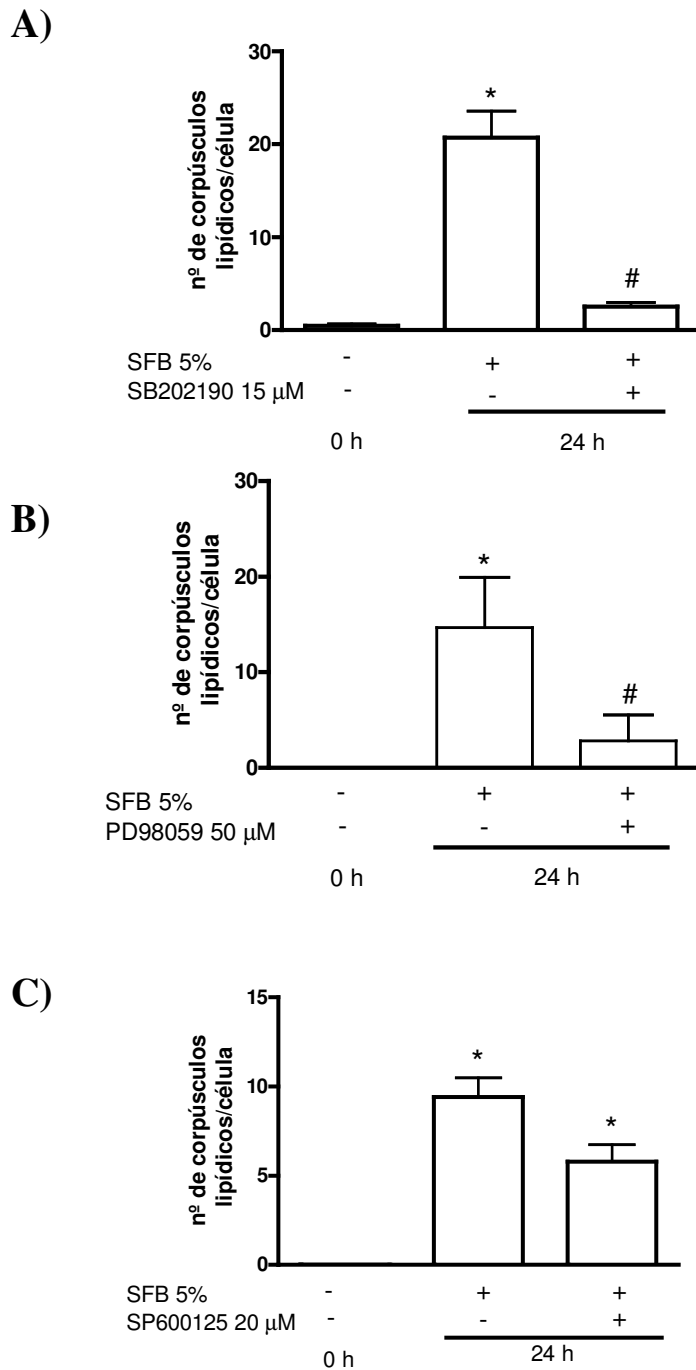 A)
nº de corpúsculos
lipídicos/célula
30
20
10
0
*
#
SFB 5% - + +
SB202190 15 µM - - +
0 h 24 h
B)
nº de corpúsculos
lipídicos/célula
30
20
10
0
*
#
SFB 5% - + +
PD98059 50 µM - - +
0 h 24 h
C)
nº de corpúsculos
lipídicos/célula
15
10
5
0
*
*
SFB 5% - + +
SP600125 20 µM - - +
0 h 24 h